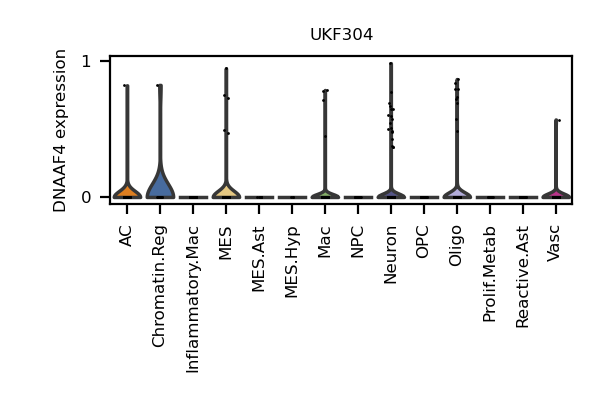 UKF304
DNAAF4 expression
1
0
AC
Chromatin.Reg
Inflammatory.Mac
MES
MES.Ast
MES.Hyp
Mac
NPC
Neuron
OPC
Oligo
Prolif.Metab
Reactive.Ast
Vasc